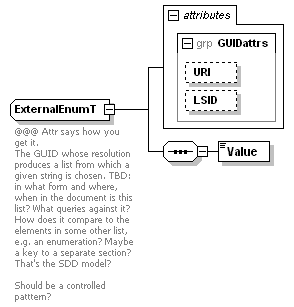 attributes
grp GUIDattrs
URI
LSID
ExternalEnumT
Value
@@@ Attr says how you
get it.
The GUID whose resolution
produces a list from which a
given string is chosen. TBD:
in what form and where,
when in the document is this
list? What queries against it?
How does it compare to the
elements in some other list,
e.g. an enumeration? Maybe
a key to a separate section?
That's the SDD model?
Should be a controlled
patttern?